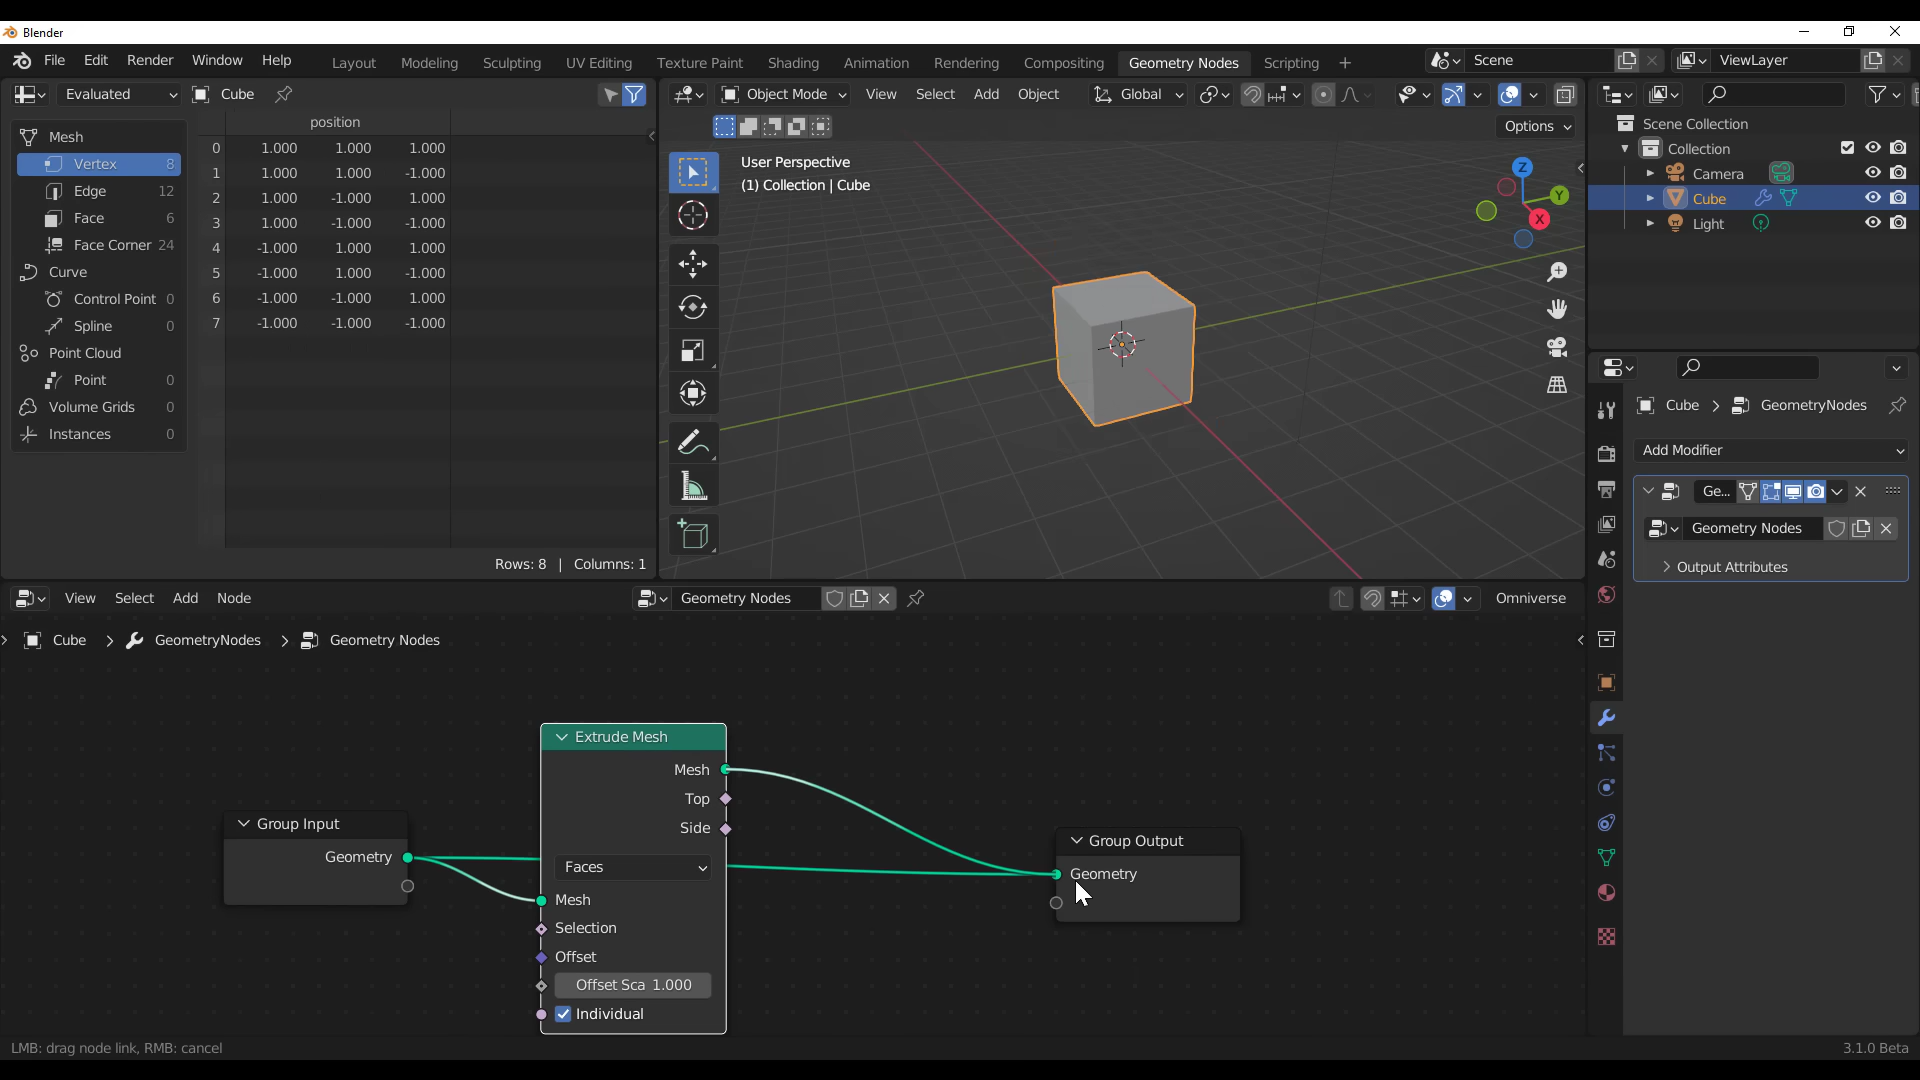 Blender
File Edit Render Window Help Layout Modeling Sculpting UV Editing Texture Paint Shading Animation Rendering Compositing Geometry Nodes Scripting + Scene ViewLayer
Evaluated Cube
Object Mode View Select Add Object Global
Options
position
Mesh
Vertex 8
Edge 12
Face 6
Face Corner 24
Curve
Control Point 0
Spline 0
Point Cloud
Point 0
Volume Grids 0
Instances 0
0 1.000 1.000 1.000
1 1.000 1.000 -1.000
2 1.000 -1.000 1.000
3 1.000 -1.000 -1.000
4 -1.000 1.000 1.000
5 -1.000 1.000 -1.000
6 -1.000 -1.000 1.000
7 -1.000 -1.000 -1.000
Rows: 8 | Columns: 1
User Perspective
(1) Collection | Cube
Z
Y
X
Scene Collection
Collection
Camera
Cube
Light
Cube > GeometryNodes
Add Modifier
Ge...
Geometry Nodes
> Output Attributes
View Select Add Node Geometry Nodes Omniverse
> Cube > GeometryNodes > Geometry Nodes
Group Input
Geometry
Extrude Mesh
Mesh
Top
Side
Faces
Mesh
Selection
Offset
Offset Sca 1.000
Individual
Group Output
Geometry
LMB: drag node link, RMB: cancel
3.1.0 Beta